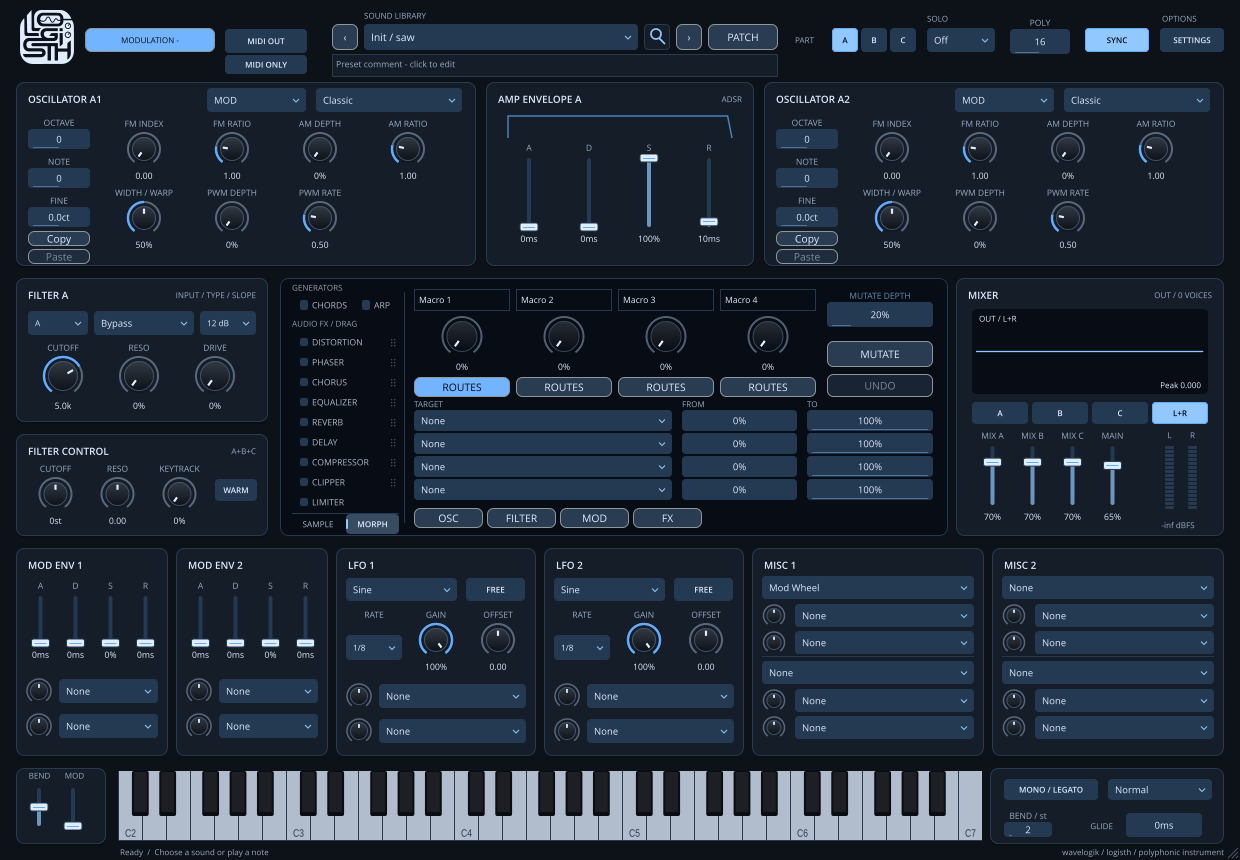 LOGISTH
MODULATION -
MIDI OUT
MIDI ONLY
SOUND LIBRARY
‹
Init / saw
›
PATCH
Preset comment - click to edit
PART
A
B
C
SOLO
Off
POLY
16
SYNC
OPTIONS
SETTINGS
OSCILLATOR A1
MOD
Classic
OCTAVE
0
NOTE
0
FINE
0.0ct
Copy
Paste
FM INDEX
FM RATIO
AM DEPTH
AM RATIO
0.00
1.00
0%
1.00
WIDTH / WARP
PWM DEPTH
PWM RATE
50%
0%
0.50
AMP ENVELOPE A
ADSR
A
D
S
R
0ms
0ms
100%
10ms
OSCILLATOR A2
MOD
Classic
OCTAVE
0
NOTE
0
FINE
0.0ct
Copy
Paste
FM INDEX
FM RATIO
AM DEPTH
AM RATIO
0.00
1.00
0%
1.00
WIDTH / WARP
PWM DEPTH
PWM RATE
50%
0%
0.50
FILTER A
INPUT / TYPE / SLOPE
A
Bypass
12 dB
CUTOFF
RESO
DRIVE
5.0k
0%
0%
FILTER CONTROL
A+B+C
CUTOFF
RESO
KEYTRACK
WARM
0st
0.00
0%
GENERATORS
CHORDS
ARP
AUDIO FX / DRAG
DISTORTION
PHASER
CHORUS
EQUALIZER
REVERB
DELAY
COMPRESSOR
CLIPPER
LIMITER
SAMPLE
MORPH
Macro 1
Macro 2
Macro 3
Macro 4
0%
0%
0%
0%
ROUTES
ROUTES
ROUTES
ROUTES
MUTATE DEPTH
20%
MUTATE
UNDO
TARGET
FROM
TO
None
0%
100%
None
0%
100%
None
0%
100%
None
0%
100%
OSC
FILTER
MOD
FX
MIXER
OUT / 0 VOICES
OUT / L+R
Peak 0.000
A
B
C
L+R
MIX A
MIX B
MIX C
MAIN
L
R
70%
70%
70%
65%
-inf dBFS
MOD ENV 1
A
D
S
R
0ms
0ms
0%
0ms
None
None
MOD ENV 2
A
D
S
R
0ms
0ms
0%
0ms
None
None
LFO 1
Sine
FREE
RATE
GAIN
OFFSET
1/8
100%
0.00
None
None
LFO 2
Sine
FREE
RATE
GAIN
OFFSET
1/8
100%
0.00
None
None
MISC 1
Mod Wheel
None
None
None
None
None
MISC 2
None
None
None
None
None
None
BEND
MOD
C2
C3
C4
C5
C6
C7
MONO / LEGATO
Normal
BEND / st
2
GLIDE
0ms
Ready / Choose a sound or play a note
wavelogik / logisth / polyphonic instrument